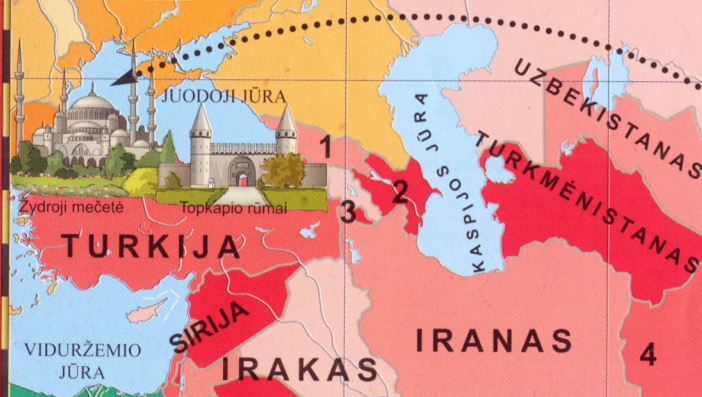 UZBEKISTANAS
JUODOJI JŪRA
KASPIJOS JŪRA
TURKMĖNISTANAS
1
2
3
Žydroji mečetė
Topkapio rūmai
TURKIJA
SIRIJA
IRANAS
VIDURŽEMIO
JŪRA
IRAKAS
4